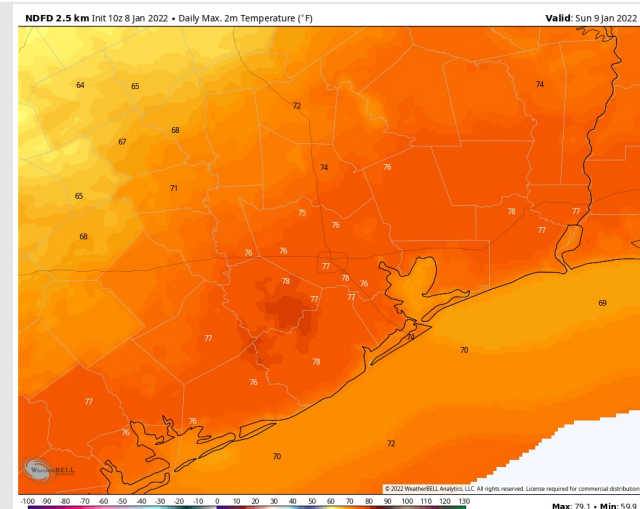 NDFD 2.5 km Init 10z 8 Jan 2022 • Daily Max. 2m Temperature (°F) Valid: Sun 9 Jan 2022
64 65 74
72
68
67
74 76
71
65
75 78 77
76
77
68
76 76
77
78 78 76
77 77
69
74
77 70
78
76
77
76
76
72
70
WeatherBELL
© 2022 WeatherBELL Analytics, LLC. All rights reserved. License required for commercial distribution.
-100 -90 -80 -70 -60 -50 -40 -30 -20 -10 0 10 20 30 40 50 60 70 80 90 100 110 120 130
Max: 79.1 • Min: 59.9